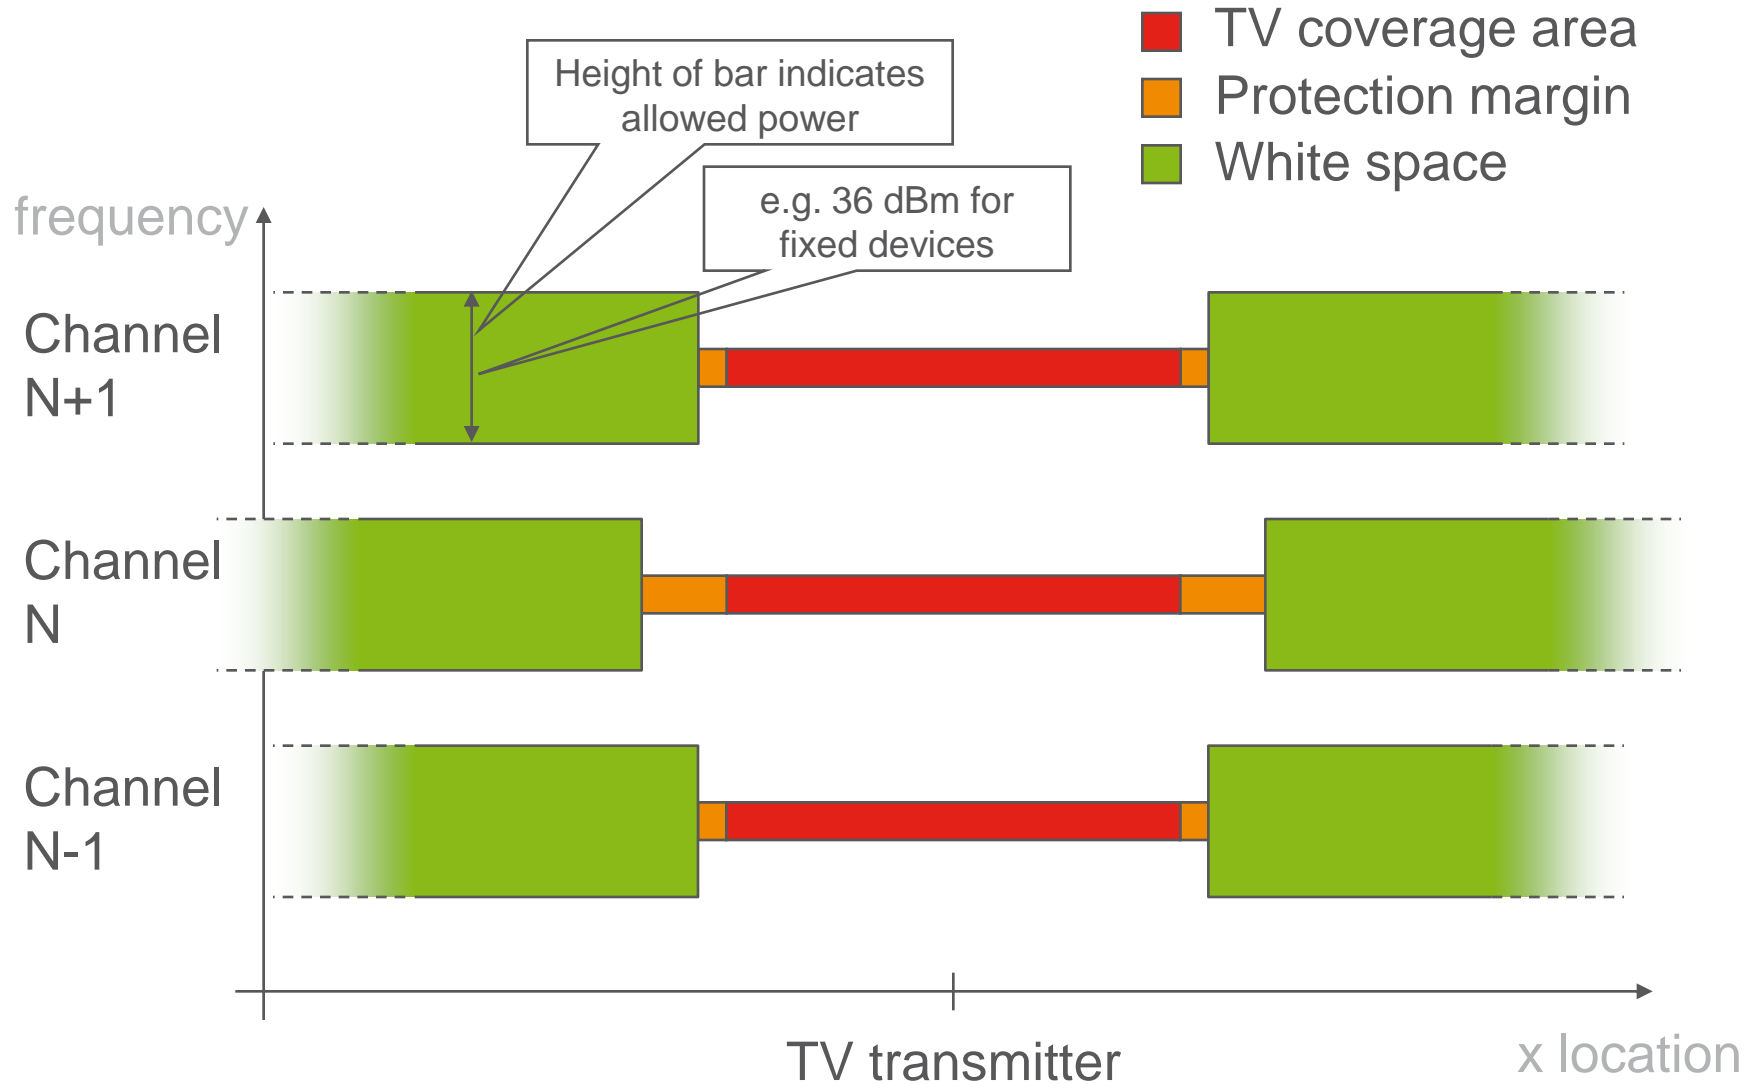 TV coverage area
Protection margin
White space
Height of bar indicates
allowed power
e.g. 36 dBm for
fixed devices
frequency
Channel
N+1
Channel
N
Channel
N-1
TV transmitter
x location